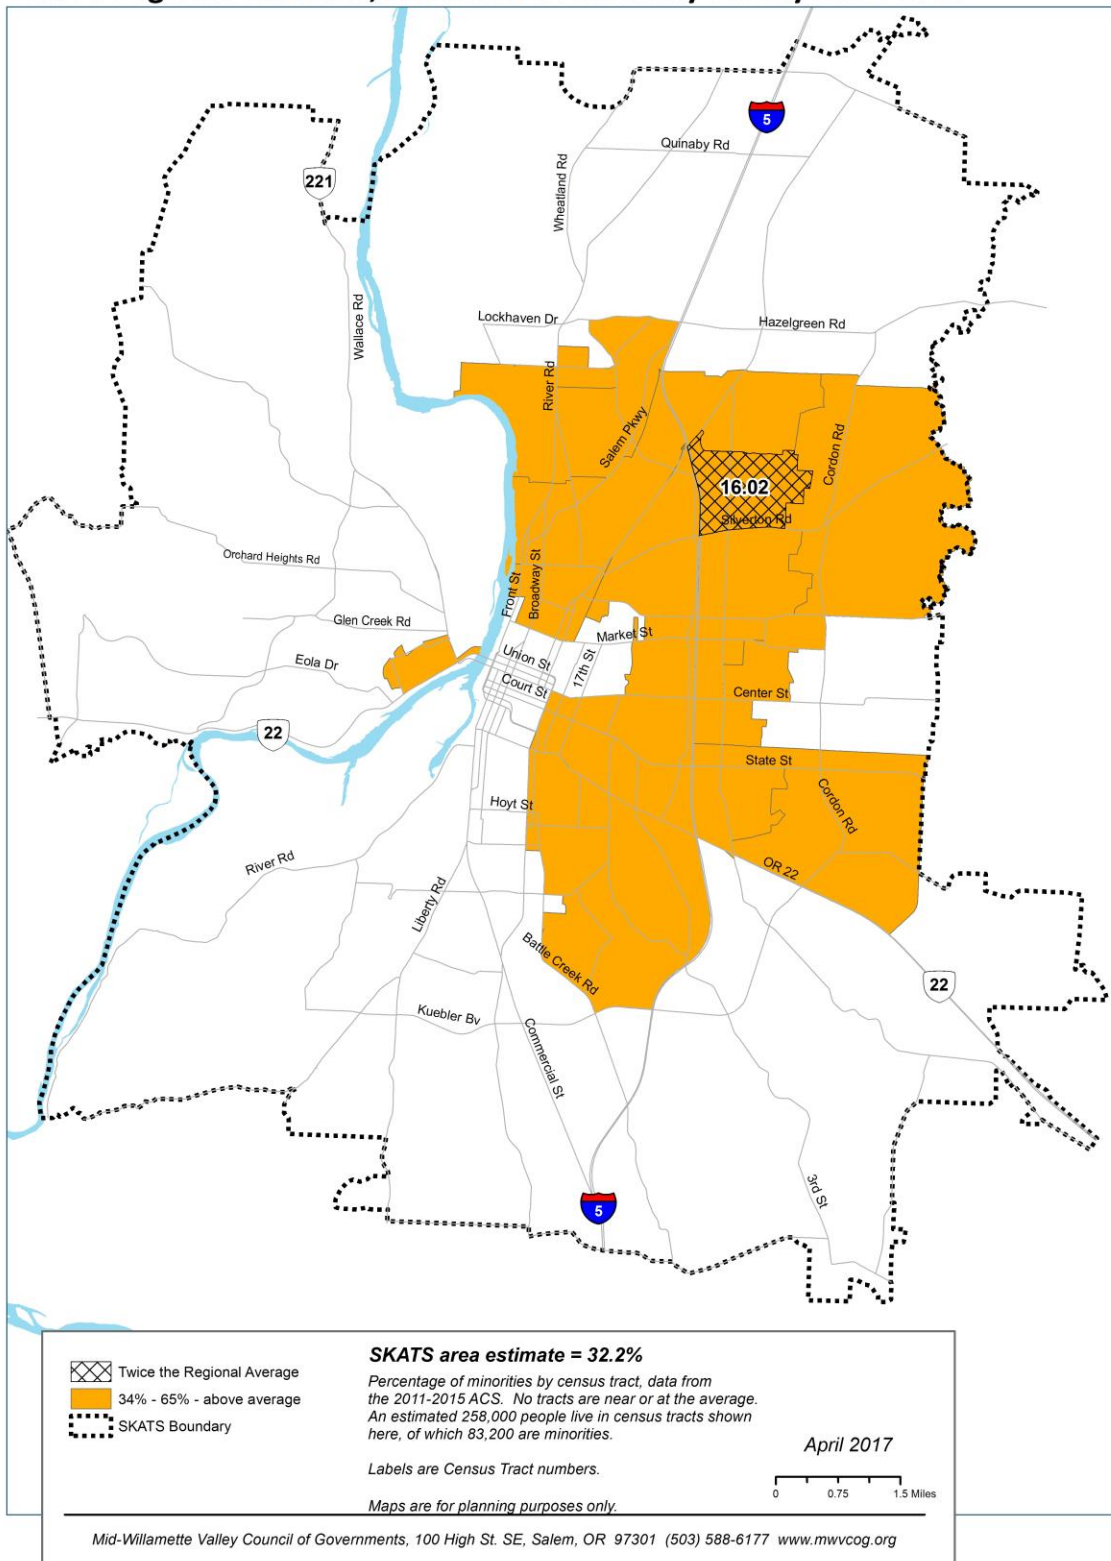 5
Quinaby Rd
221
Wheatland Rd
Wallace Rd
Lockhaven Dr
Hazelgreen Rd
River Rd
Salem Pkwy
Cordon Rd
16.02
Silverton Rd
Orchard Heights Rd
Front St
Broadway St
Glen Creek Rd
Market St
Eola Dr
Union St
17th St
Court St
Center St
22
State St
Hoyt St
Cordon Rd
River Rd
OR 22
Liberty Rd
Battle Creek Rd
22
Kuebler Bv
Commercial St
3rd St
5
Twice the Regional Average
34% - 65% - above average
SKATS Boundary
SKATS area estimate = 32.2%
Percentage of minorities by census tract, data from
the 2011-2015 ACS. No tracts are near or at the average.
An estimated 258,000 people live in census tracts shown
here, of which 83,200 are minorities.
Labels are Census Tract numbers.
Maps are for planning purposes only.
April 2017
0 0.75 1.5 Miles
Mid-Willamette Valley Council of Governments, 100 High St. SE, Salem, OR 97301 (503) 588-6177 www.mwvcog.org